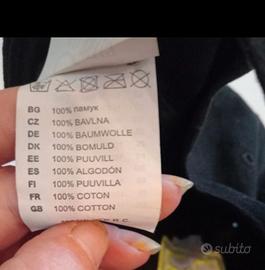 BG 100% памук
CZ 100% BAVLNA
DE 100% BAUMWOLLE
DK 100% BOMULD
EE 100% PUUVILL
ES 100% ALGODÓN
FI 100% PUUVILLA
FR 100% COTON
GB 100% COTTON
subito